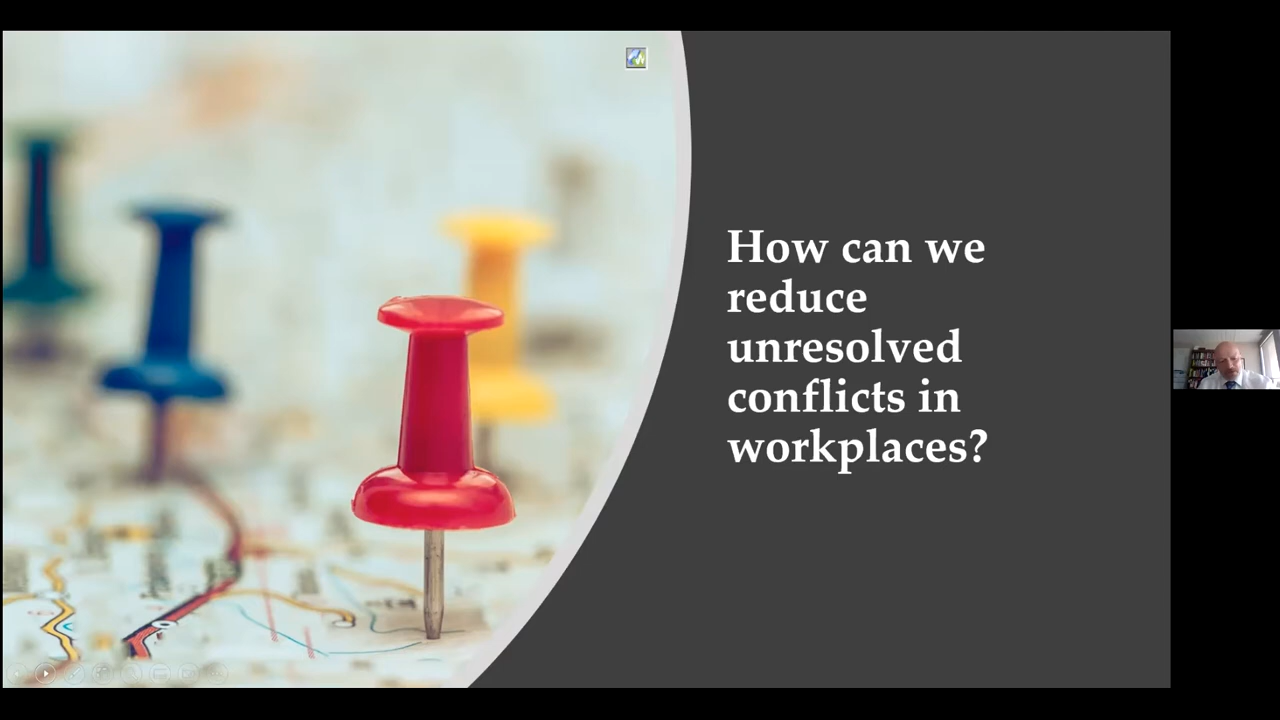 How can we
reduce
unresolved
conflicts in
workplaces?